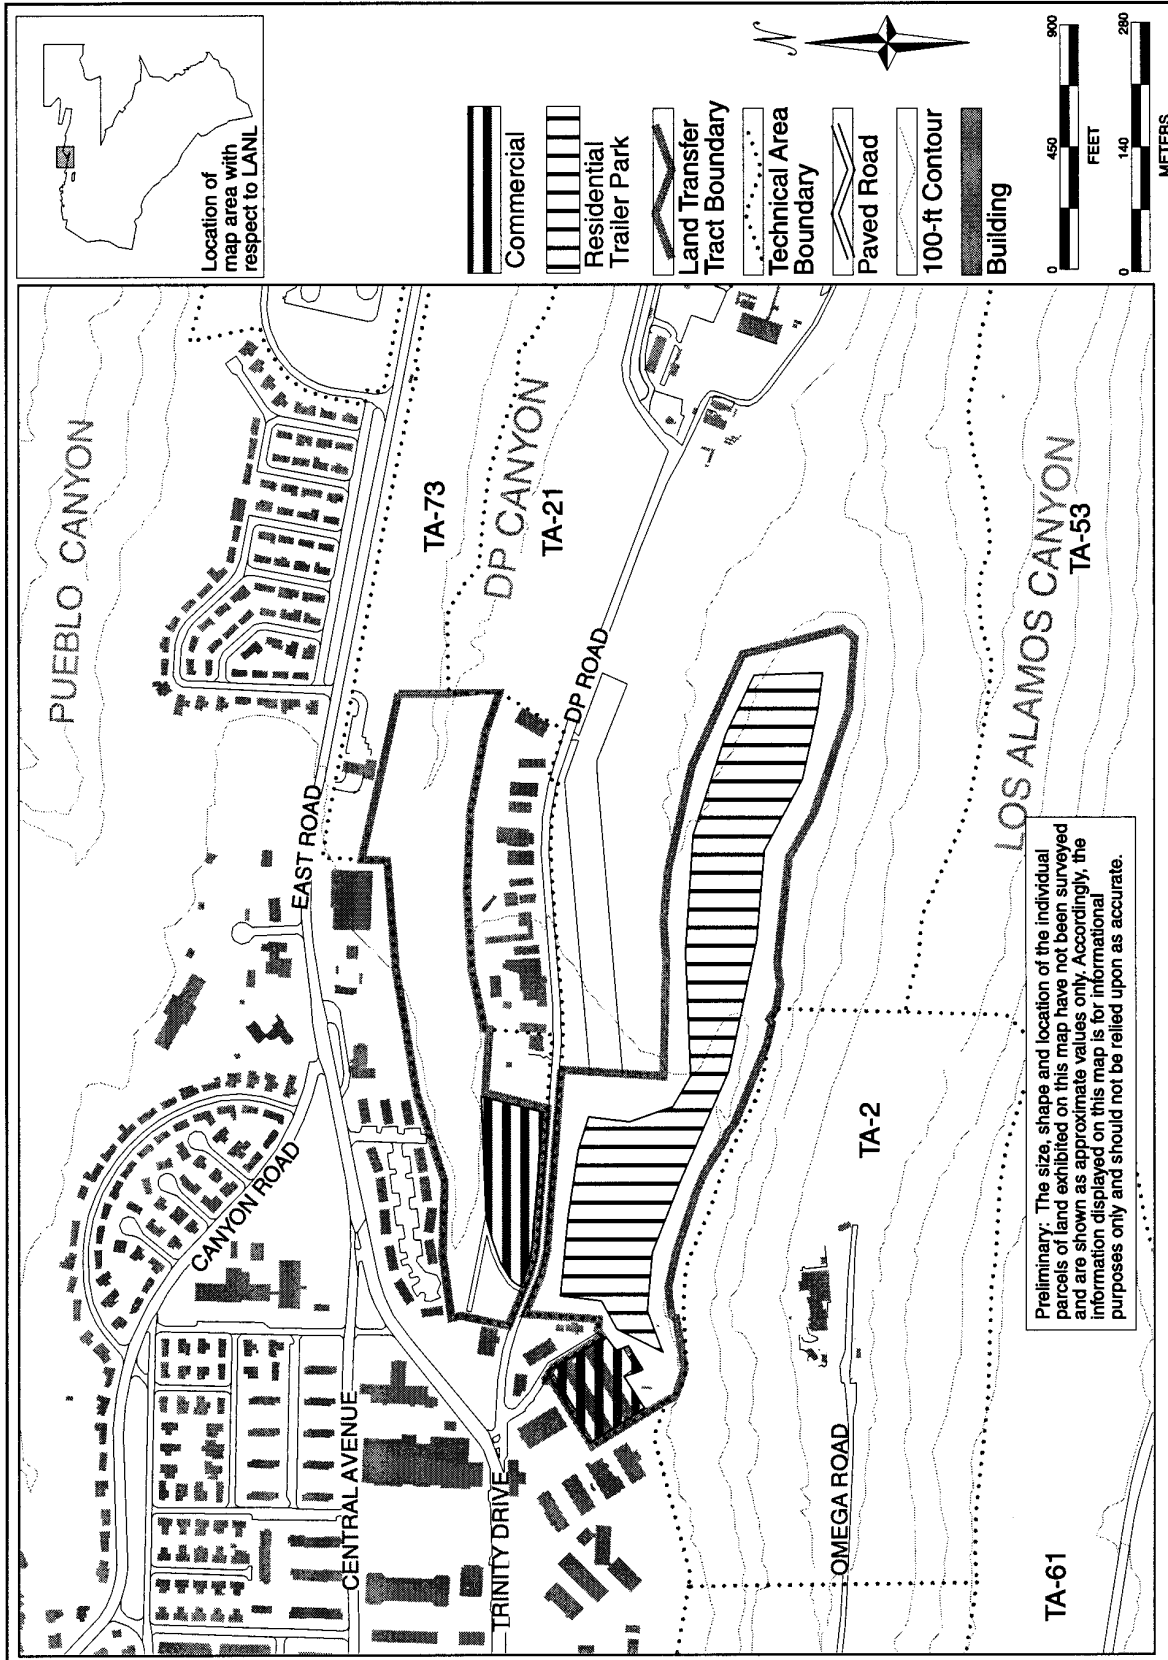 PUEBLO CANYON
CANYON ROAD
EAST ROAD
CENTRAL AVENUE
TRINITY DRIVE
TA-73
DP CANYON
TA-21
DP ROAD
OMEGA ROAD
TA-2
TA-61
LOS ALAMOS CANYON
TA-53
Preliminary: The size, shape and location of the individual
parcels of land exhibited on this map have not been surveyed
and are shown as approximate values only. Accordingly, the
information displayed on this map is for informational
purposes only and should not be relied upon as accurate.
Location of
map area with
respect to LANL
Commercial
Residential
Trailer Park
Land Transfer
Tract Boundary
Technical Area
Boundary
Paved Road
100-ft Contour
Building
N
0 450 900
FEET
0 140 280
METERS